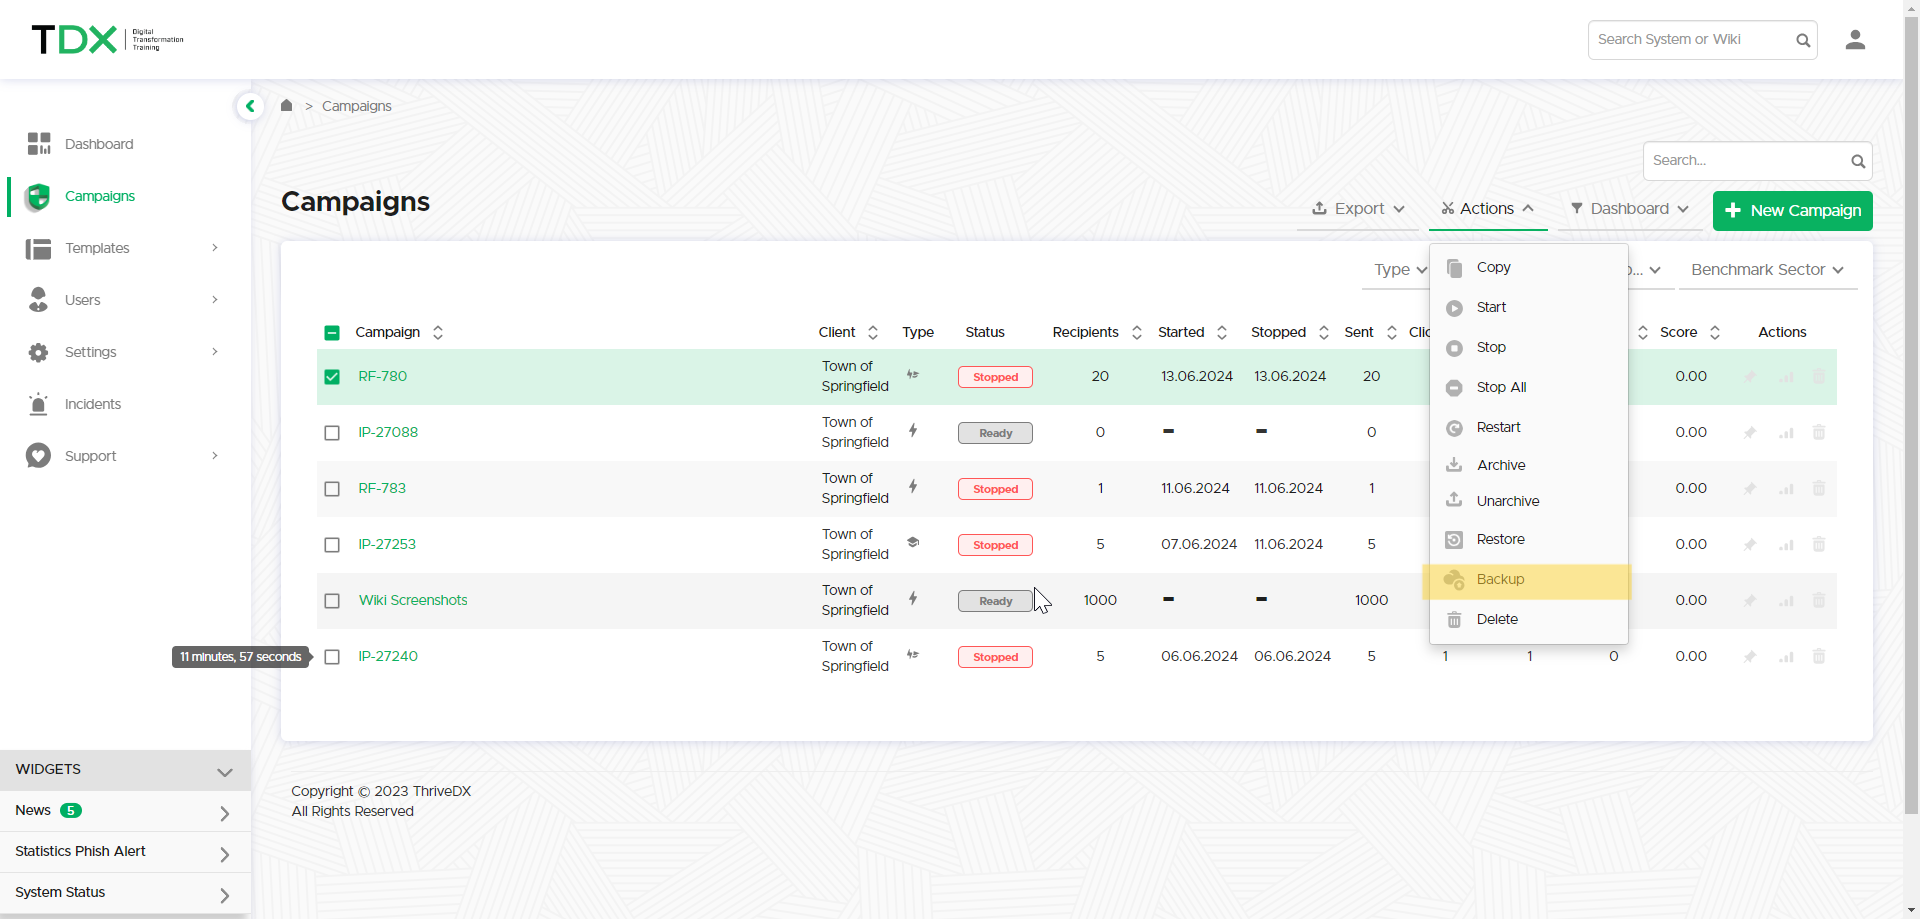 TDX
Digital
Transformation
Training
Search System or Wiki
> Campaigns
Dashboard
Campaigns
Templates
Users
Settings
Incidents
Support
Search...
Campaigns
Export
Actions
Dashboard
New Campaign
Type
Copy
Start
Stop
Stop All
Restart
Archive
Unarchive
Restore
Backup
Delete
Benchmark Sector
Campaign Client Type Status Recipients Started Stopped Sent Score Actions
RF-780 Town of Springfield Stopped 20 13.06.2024 13.06.2024 20 0.00
IP-27088 Town of Springfield Ready 0 - - 0 0.00
RF-783 Town of Springfield Stopped 1 11.06.2024 11.06.2024 1 0.00
IP-27253 Town of Springfield Stopped 5 07.06.2024 11.06.2024 5 0.00
Wiki Screenshots Town of Springfield Ready 1000 - - 1000 0.00
11 minutes, 57 seconds
IP-27240 Town of Springfield Stopped 5 06.06.2024 06.06.2024 5 1 1 0 0.00
WIDGETS
News 5
Statistics Phish Alert
System Status
Copyright © 2023 ThriveDX
All Rights Reserved